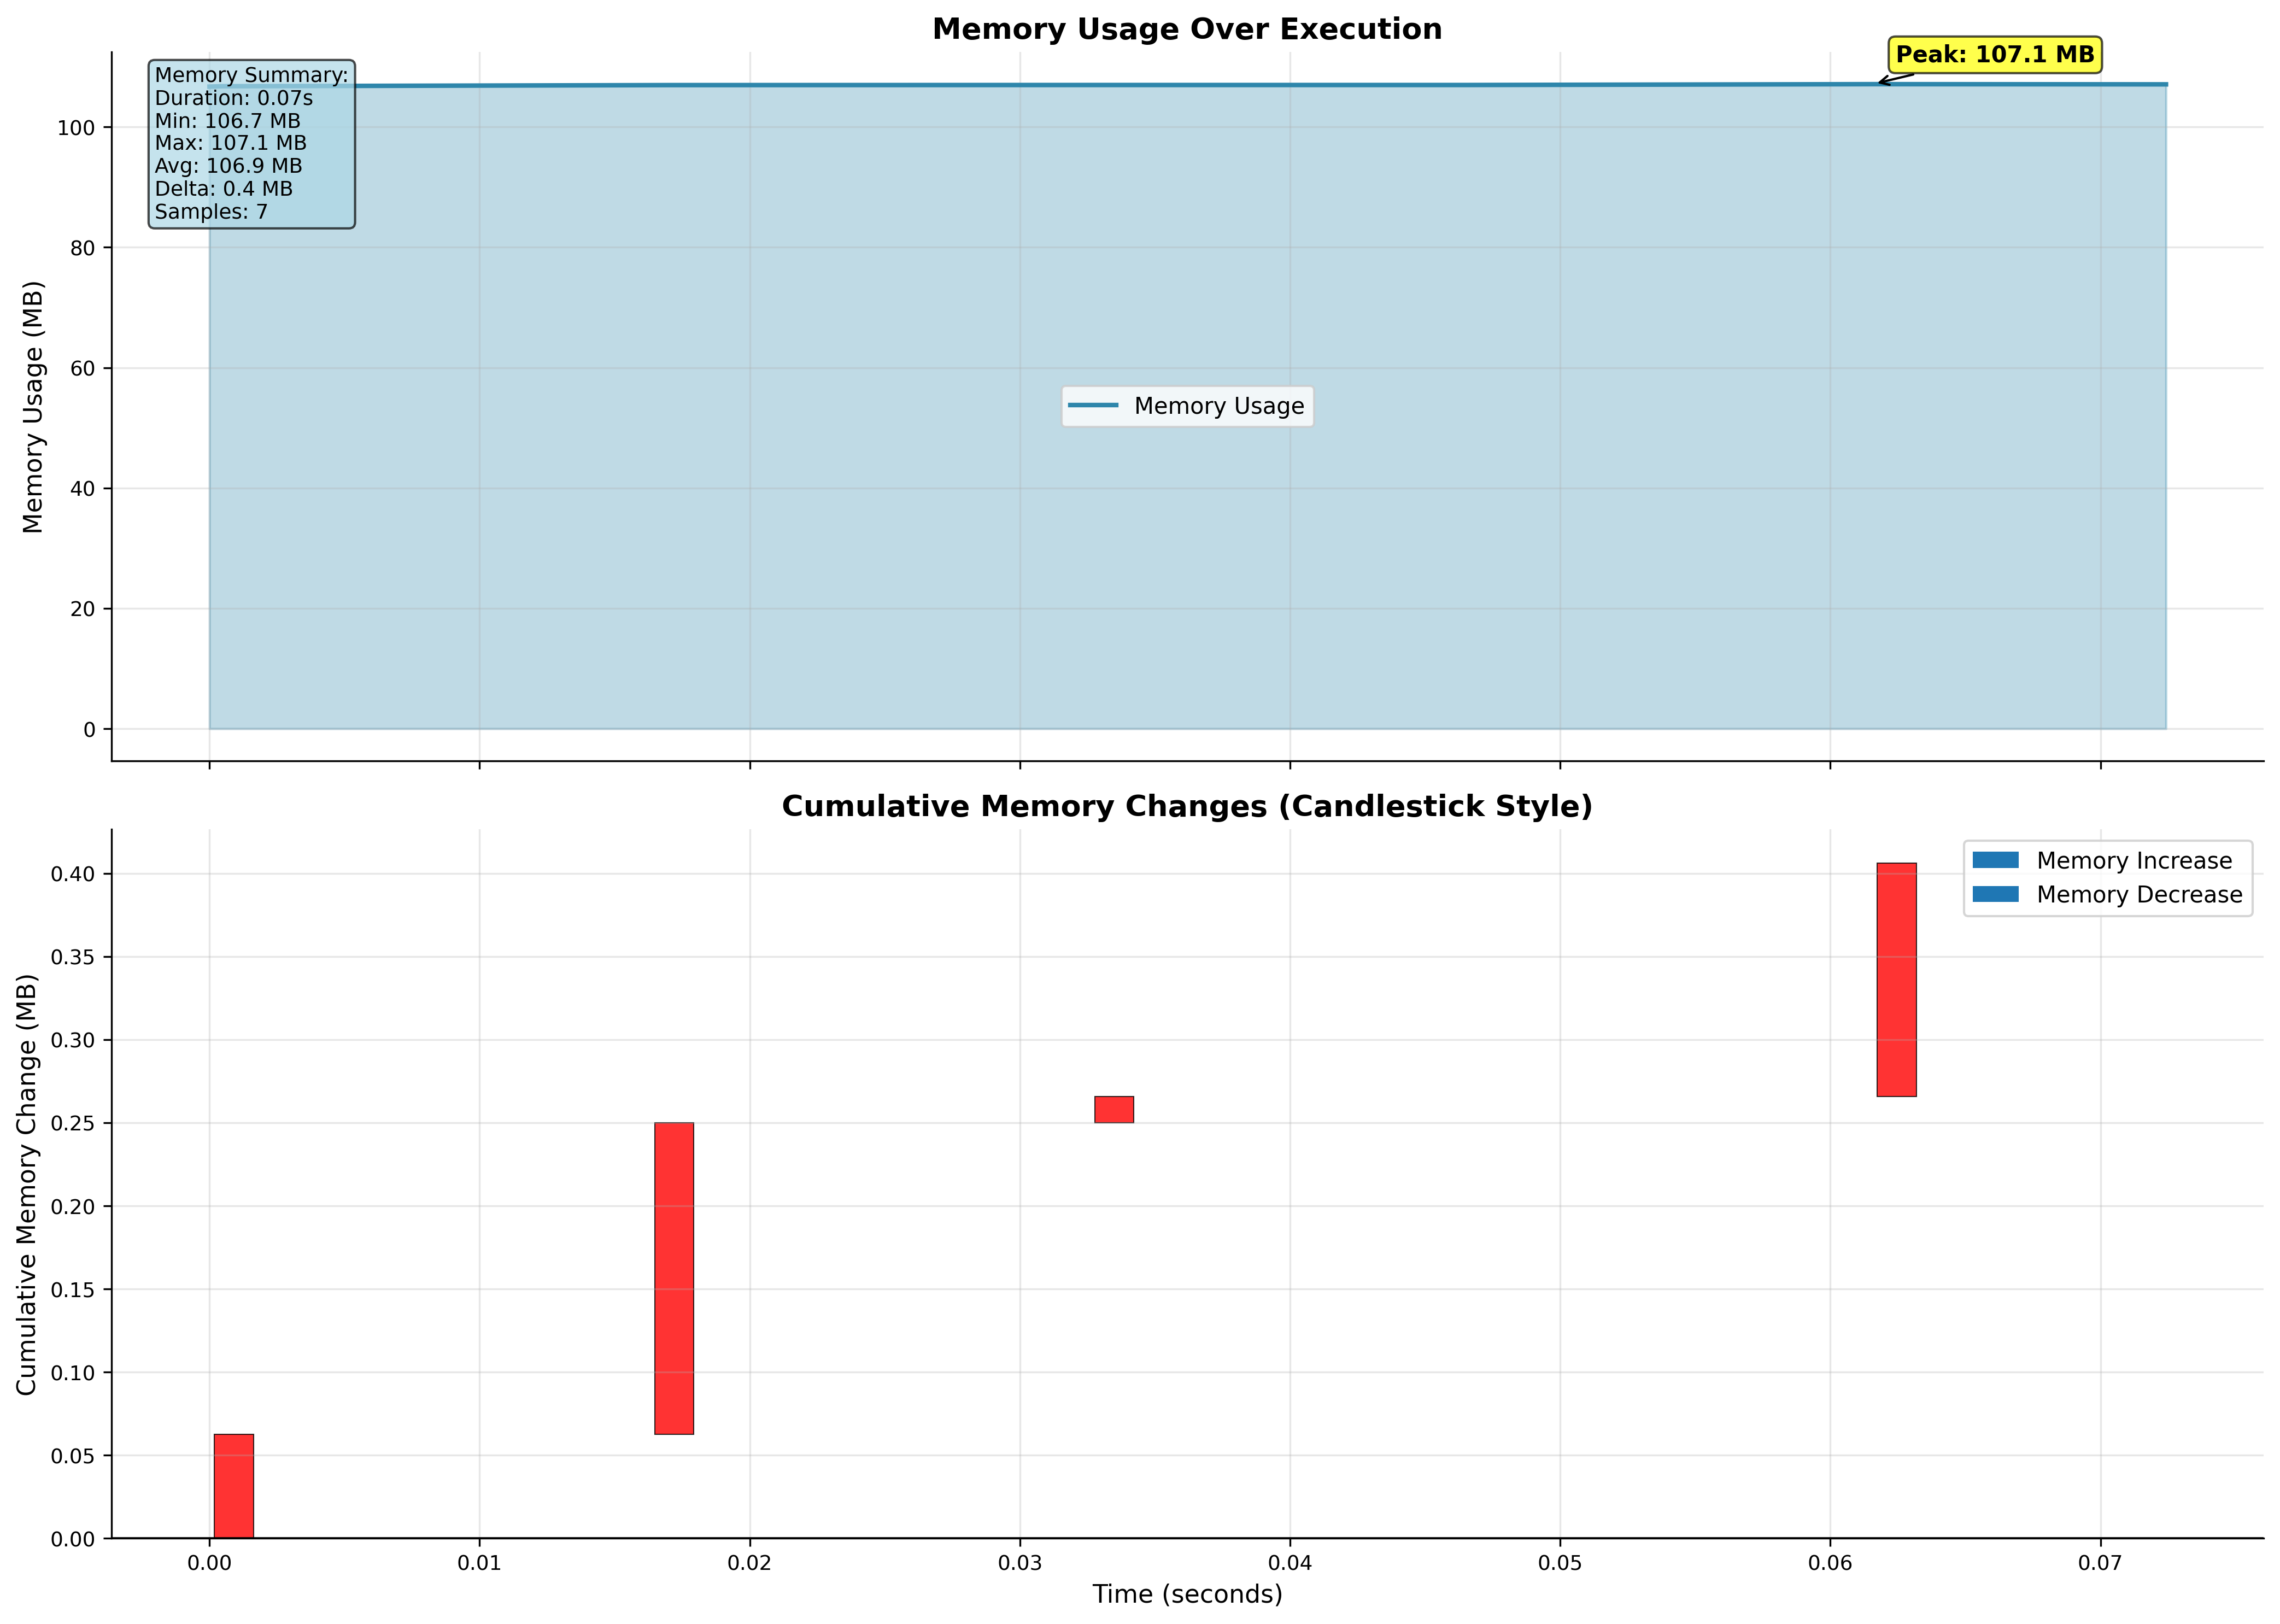 Memory Usage Over Execution
Peak: 107.1 MB
Memory Summary:
Duration: 0.07s
Min: 106.7 MB
Max: 107.1 MB
Avg: 106.9 MB
Delta: 0.4 MB
Samples: 7
Memory Usage (MB)
100
80
60
40
20
0
Memory Usage
Cumulative Memory Changes (Candlestick Style)
Memory Increase
Memory Decrease
Cumulative Memory Change (MB)
0.40
0.35
0.30
0.25
0.20
0.15
0.10
0.05
0.00
0.00 0.01 0.02 0.03 0.04 0.05 0.06 0.07
Time (seconds)